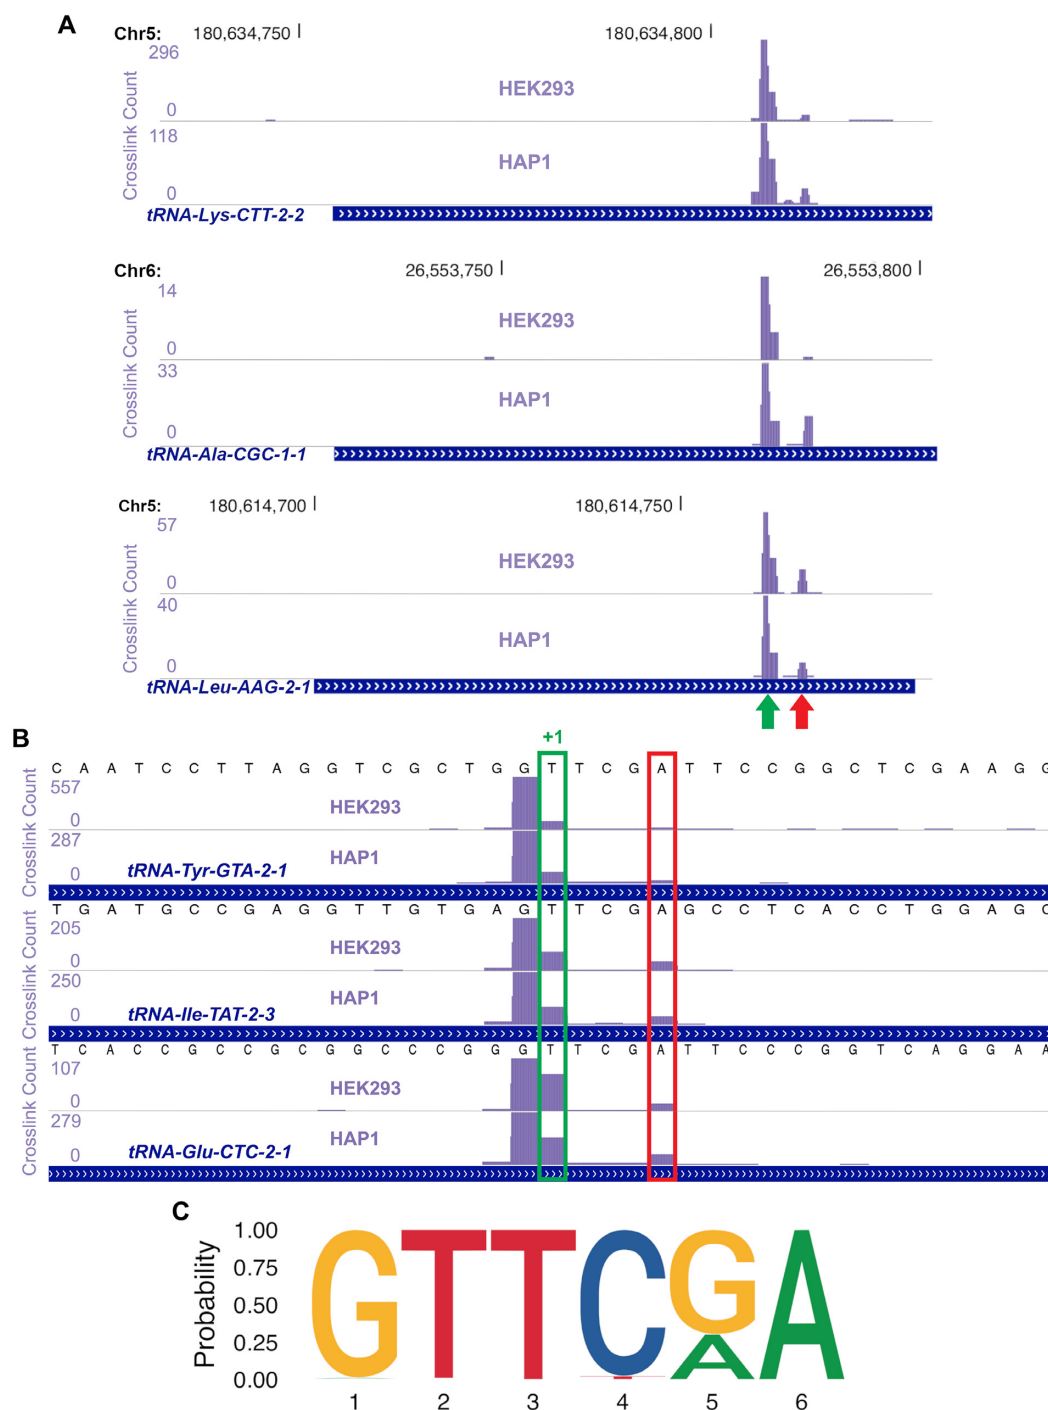 A
Chr5: 180,634,750 180,634,800
296
HEK293
0
118
HAP1
0
Crosslink Count
tRNA-Lys-CTT-2-2
Chr6: 26,553,750 26,553,800
14
HEK293
0
33
HAP1
0
Crosslink Count
tRNA-Ala-CGC-1-1
Chr5: 180,614,700 180,614,750
57
HEK293
0
40
HAP1
0
Crosslink Count
tRNA-Leu-AAG-2-1
B
+1
C A A T C C T T A G G T C G C T G G T T C G A T T C C G G C T C G A A G G
557
HEK293
0
287
HAP1
0
Crosslink Count
tRNA-Tyr-GTA-2-1
T G A T G C C G A G G T T G T G A G T T C G A G C C T C A C C T G G A G C
205
HEK293
0
250
HAP1
0
Crosslink Count
tRNA-Ile-TAT-2-3
T C A C C G C C G C G G C C C G G G T T C G A T T C C C G G T C A G G A A
107
HEK293
0
279
HAP1
0
Crosslink Count
tRNA-Glu-CTC-2-1
C
Probability
1.00
0.75
0.50
0.25
0.00
G T T C G A
A
1 2 3 4 5 6